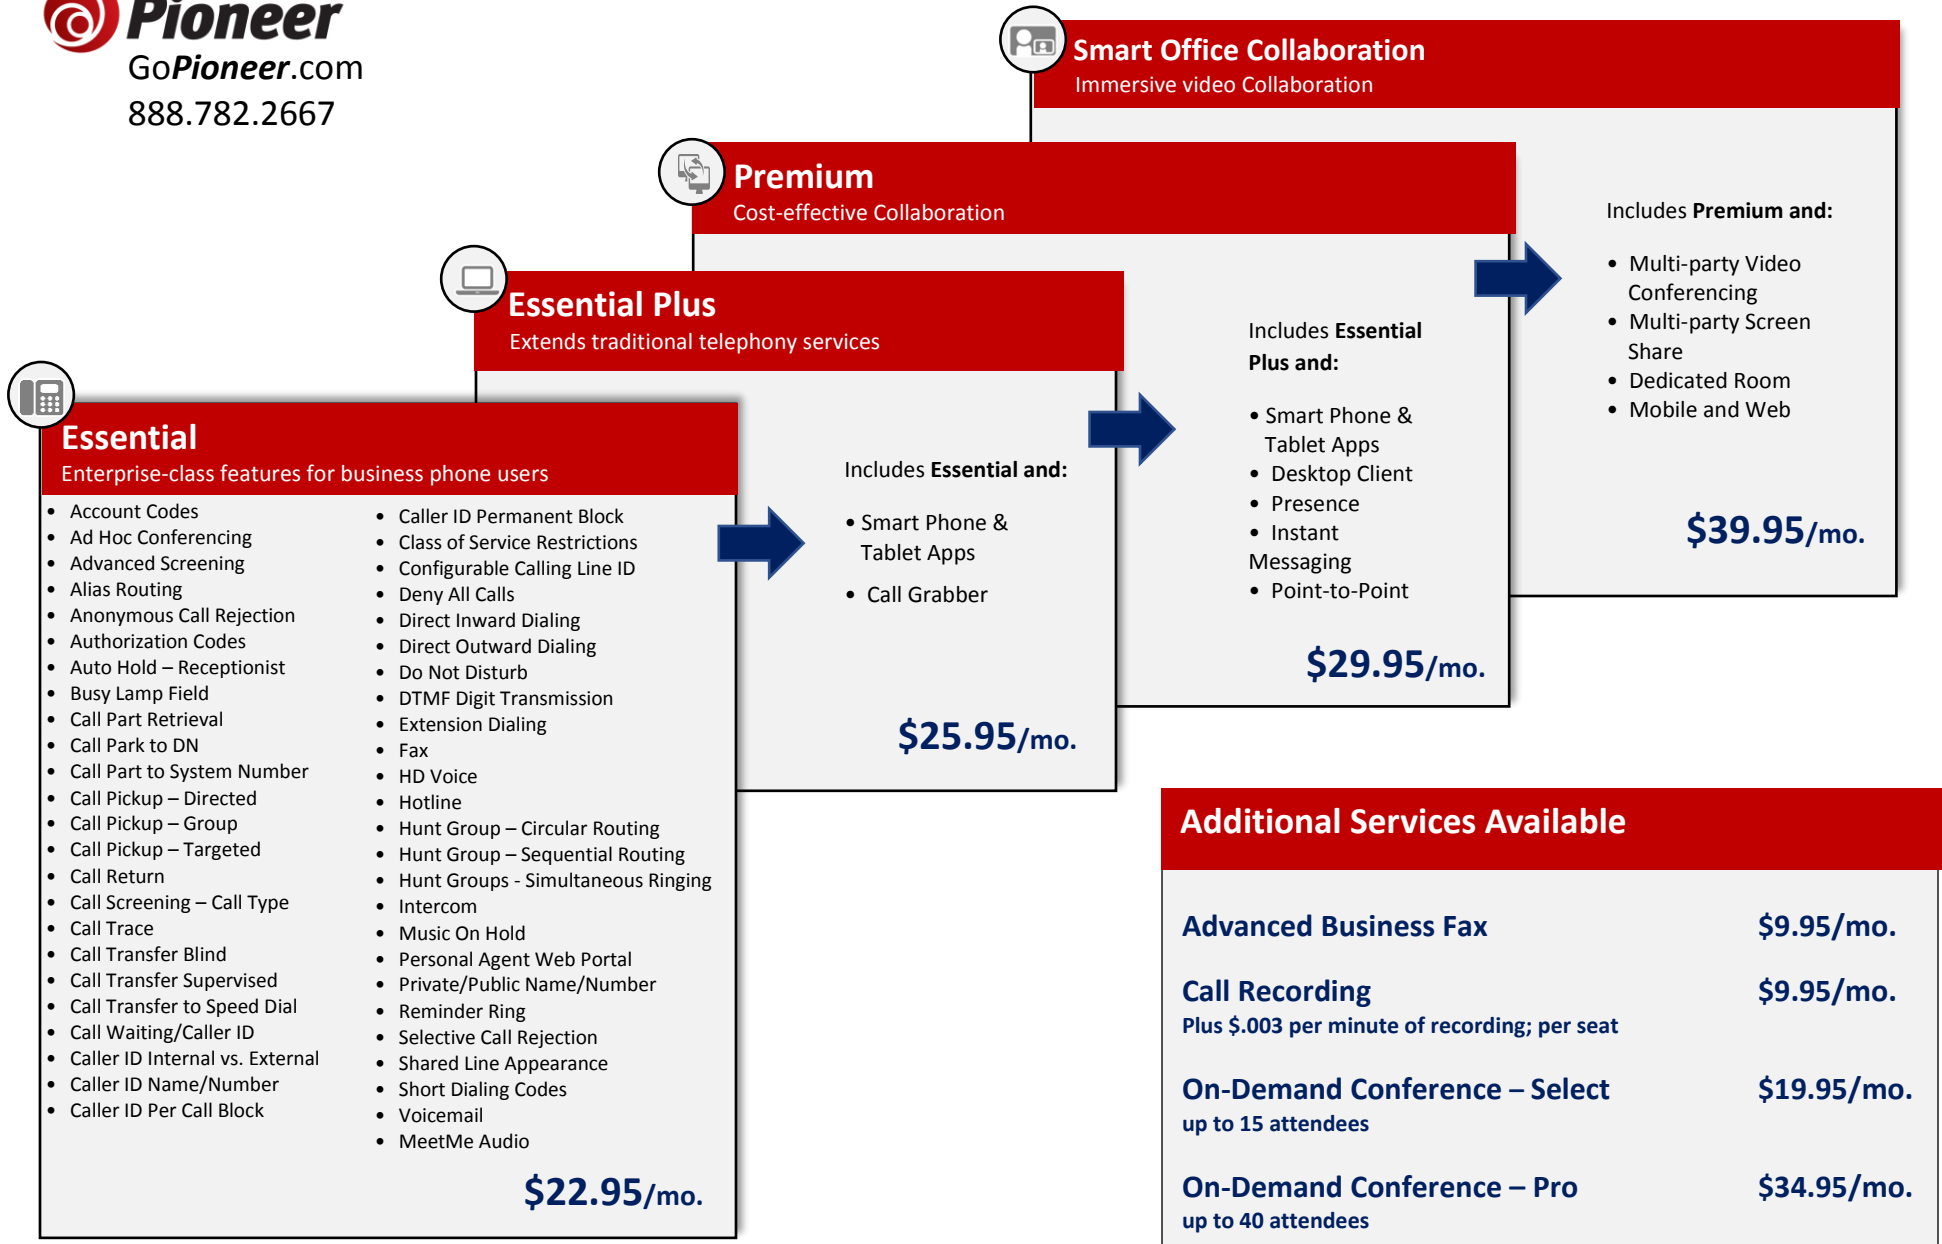 Pioneer
GoPioneer.com
888.782.2667
Smart Office Collaboration
Immersive video Collaboration
Includes Premium and:
• Multi-party Video
Conferencing
• Multi-party Screen
Share
• Dedicated Room
• Mobile and Web
$39.95/mo.
Premium
Cost-effective Collaboration
Includes Essential
Plus and:
• Smart Phone &
Tablet Apps
• Desktop Client
• Presence
• Instant
Messaging
• Point-to-Point
$29.95/mo.
Essential Plus
Extends traditional telephony services
Includes Essential and:
• Smart Phone &
Tablet Apps
• Call Grabber
$25.95/mo.
Essential
Enterprise-class features for business phone users
• Account Codes
• Ad Hoc Conferencing
• Advanced Screening
• Alias Routing
• Anonymous Call Rejection
• Authorization Codes
• Auto Hold – Receptionist
• Busy Lamp Field
• Call Part Retrieval
• Call Park to DN
• Call Part to System Number
• Call Pickup – Directed
• Call Pickup – Group
• Call Pickup – Targeted
• Call Return
• Call Screening – Call Type
• Call Trace
• Call Transfer Blind
• Call Transfer Supervised
• Call Transfer to Speed Dial
• Call Waiting/Caller ID
• Caller ID Internal vs. External
• Caller ID Name/Number
• Caller ID Per Call Block
• Caller ID Permanent Block
• Class of Service Restrictions
• Configurable Calling Line ID
• Deny All Calls
• Direct Inward Dialing
• Direct Outward Dialing
• Do Not Disturb
• DTMF Digit Transmission
• Extension Dialing
• Fax
• HD Voice
• Hotline
• Hunt Group – Circular Routing
• Hunt Group – Sequential Routing
• Hunt Groups - Simultaneous Ringing
• Intercom
• Music On Hold
• Personal Agent Web Portal
• Private/Public Name/Number
• Reminder Ring
• Selective Call Rejection
• Shared Line Appearance
• Short Dialing Codes
• Voicemail
• MeetMe Audio
$22.95/mo.
Additional Services Available
Advanced Business Fax $9.95/mo.
Call Recording $9.95/mo.
Plus $.003 per minute of recording; per seat
On-Demand Conference – Select $19.95/mo.
up to 15 attendees
On-Demand Conference – Pro $34.95/mo.
up to 40 attendees